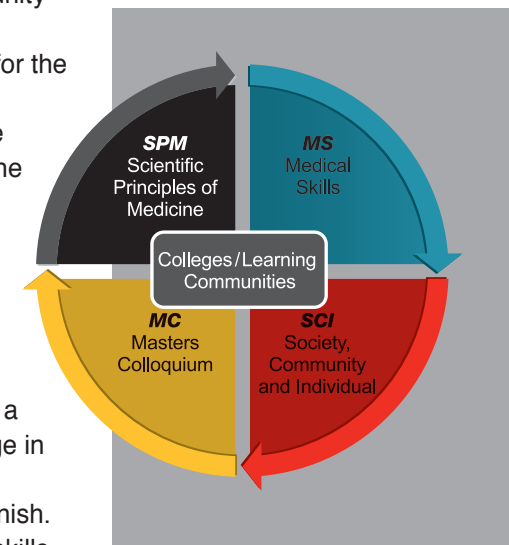 for the
he
a
in
nish.
SPM
Scientific
Principles of
Medicine
MS
Medical
Skills
Colleges/Learning
Communities
MC
Masters
Colloquium
SCI
Society,
Community
and Individual